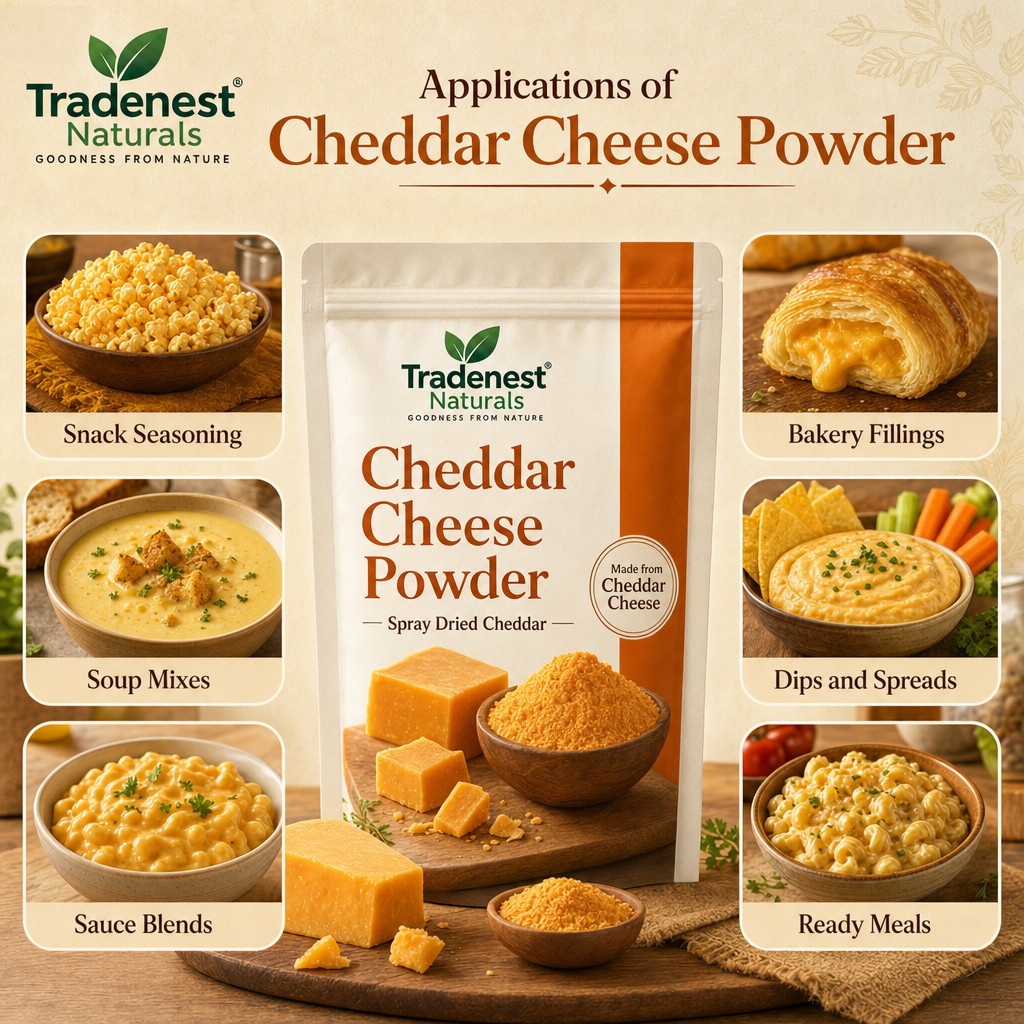 Tradenest®
Naturals
GOODNESS FROM NATURE
Applications of
Cheddar Cheese Powder
Snack Seasoning
Soup Mixes
Sauce Blends
Tradenest®
Naturals
GOODNESS FROM NATURE
Cheddar
Cheese
Powder
Spray Dried Cheddar
Made from
Cheddar
Cheese
Bakery Fillings
Dips and Spreads
Ready Meals